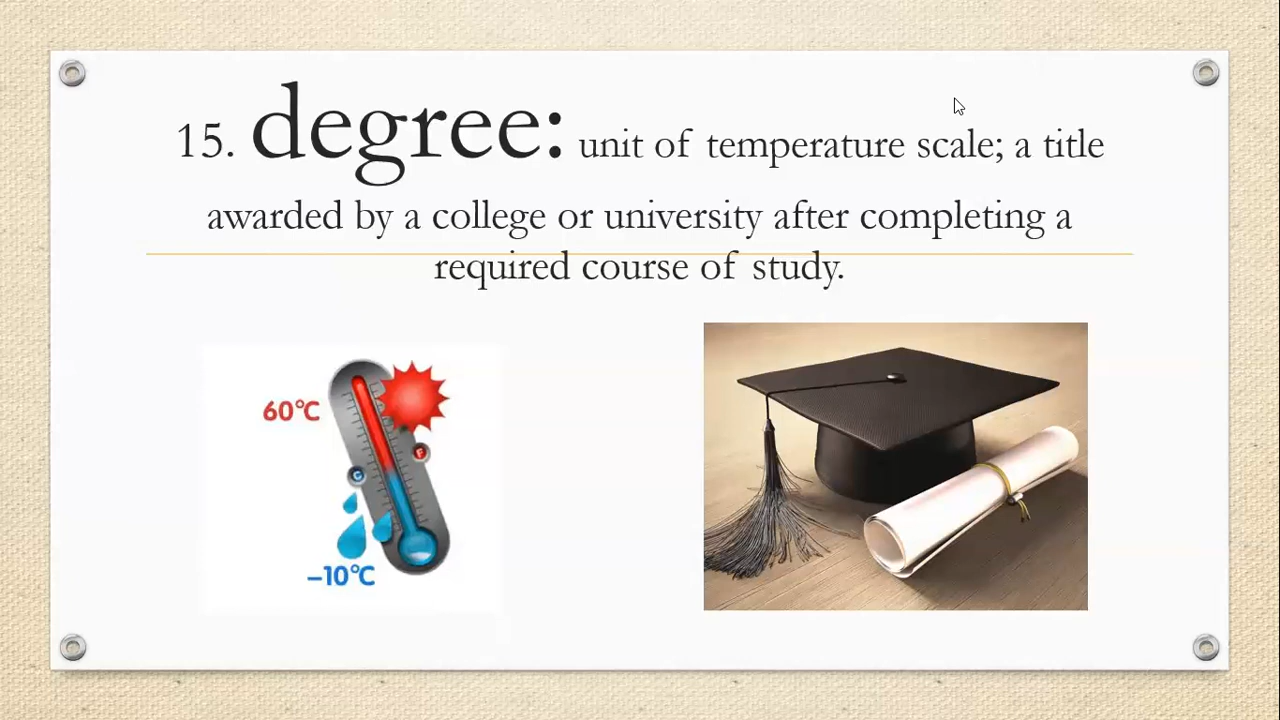 15. degree: unit of temperature scale; a title
awarded by a college or university after completing a
required course of study.
60°C
F
C
–10°C